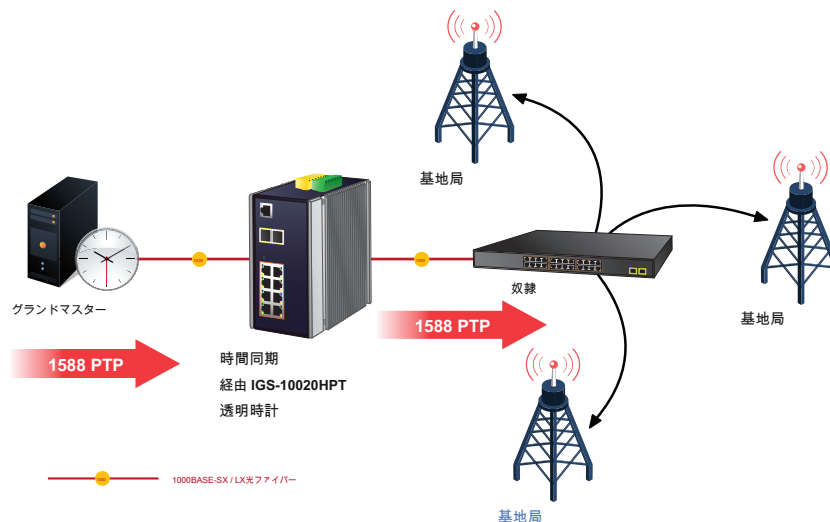 基地局
グランドマスター
奴隷
基地局
1588 PTP
1588 PTP
時間同期
経由 IGS-10020HPT
透明時計
1000BASE-SX / LX光ファイバー
基地局